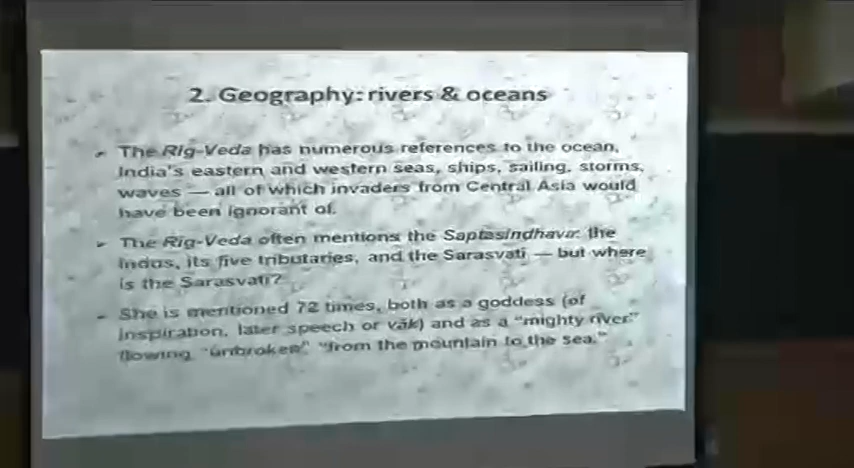 2. Geography: rivers & oceans
➢ The Rig-Veda has numerous references to the ocean,
India's eastern and western seas, ships, sailing, storms,
waves — all of which invaders from Central Asia would
have been ignorant of.
➢ The Rig-Veda often mentions the Saptasindhava: the
Indus, its five tributaries, and the Sarasvatī — but where
is the Sarasvatī?
➢ She is mentioned 72 times, both as a goddess (of
inspiration, later speech or vāk) and as a "mighty river"
flowing "unbroken" "from the mountain to the sea."